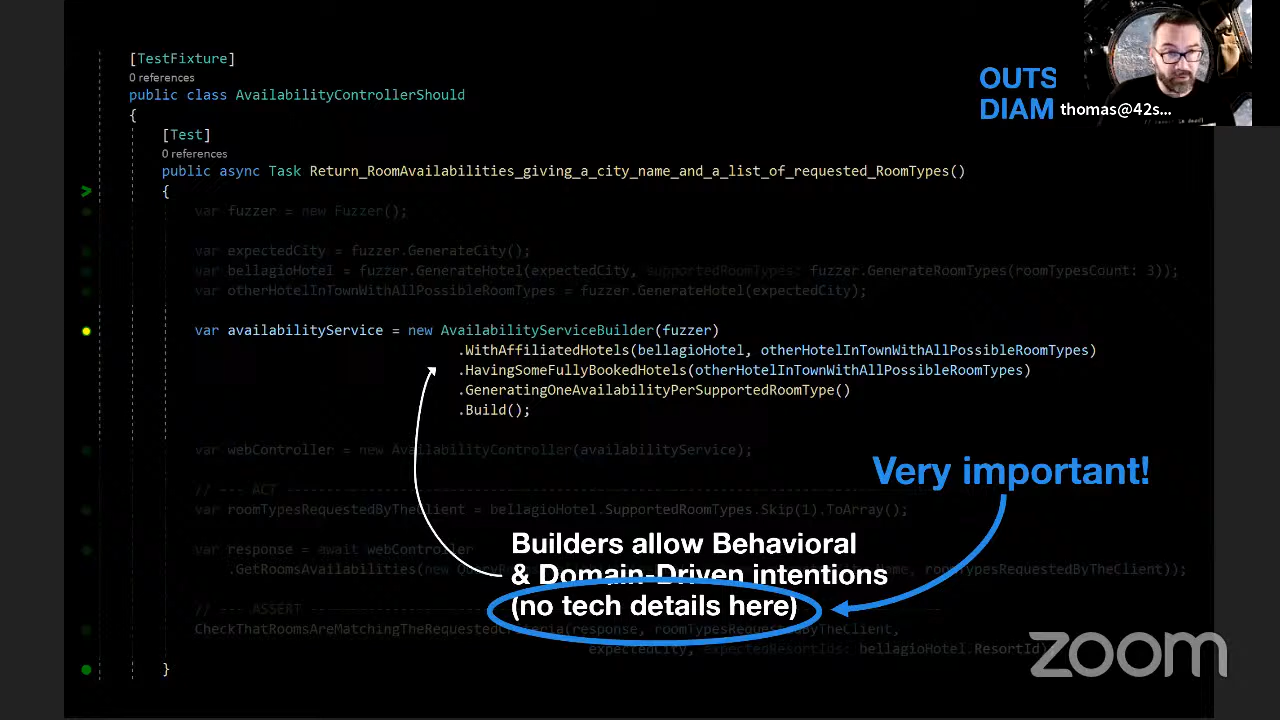 [TestFixture]
0 references
public class AvailabilityControllerShould
{
[Test]
0 references
public async Task Return_RoomAvailabilities_giving_a_city_name_and_a_list_of_requested_RoomTypes()
{
var fuzzer = new Fuzzer();
var expectedCity = fuzzer.GenerateCity();
var bellagioHotel = fuzzer.GenerateHotel(expectedCity, supportedRoomTypes: fuzzer.GenerateRoomTypes(roomTypesCount: 3));
var otherHotelInTownWithAllPossibleRoomTypes = fuzzer.GenerateHotel(expectedCity);
var availabilityService = new AvailabilityServiceBuilder(fuzzer)
.WithAffiliatedHotels(bellagioHotel, otherHotelInTownWithAllPossibleRoomTypes)
.HavingSomeFullyBookedHotels(otherHotelInTownWithAllPossibleRoomTypes)
.GeneratingOneAvailabilityPerSupportedRoomType()
.Build();
var webController = new AvailabilityController(availabilityService);
// --- ACT
var roomTypesRequestedByTheClient = bellagioHotel.SupportedRoomTypes.Skip(1).ToArray();
var response = await webController
.GetRoomsAvailabilities(new roomTypesRequestedByTheClient));
// --- ASSERT
CheckThatRoomsAreMatchingTheRequestedCriteria(response, roomTypesRequestedByTheClient,
expectedCity, expectedResortIds: bellagioHotel.ResortId)
}
OUTS
DIAM
thomas@42s...
Very important!
Builders allow Behavioral
& Domain-Driven intentions
(no tech details here)
zoom